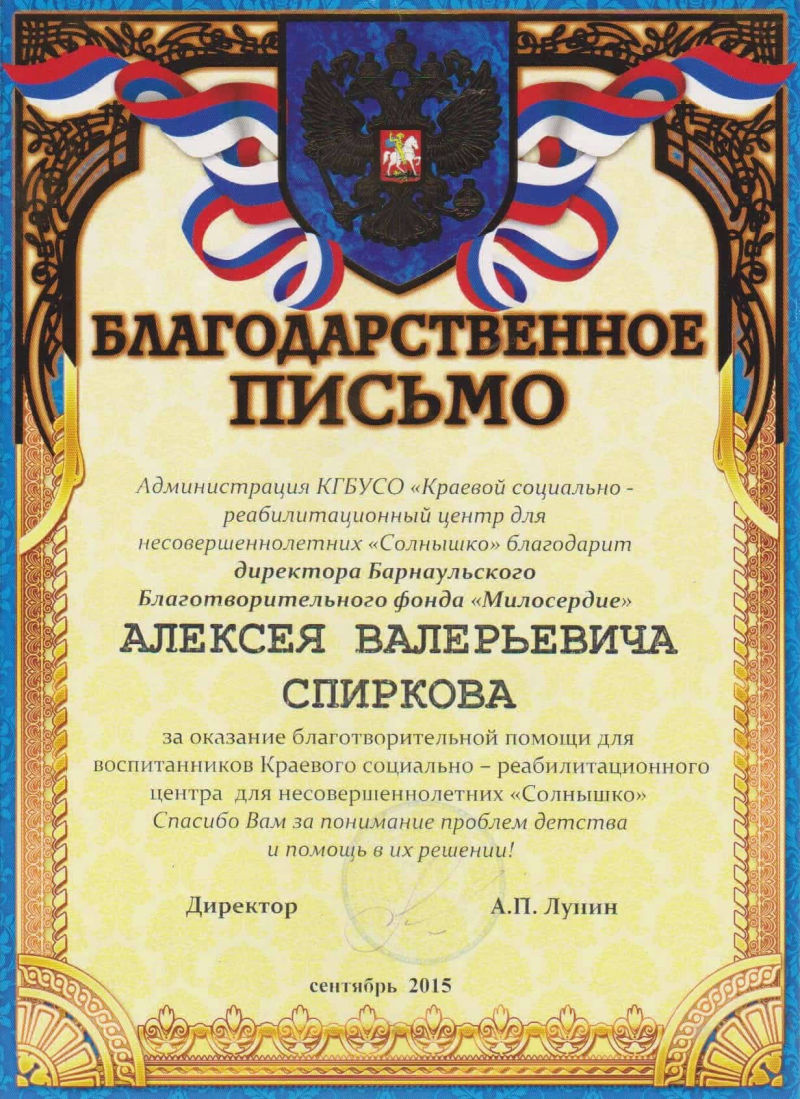 БЛАГОДАРСТВЕННОЕ
ПИСЬМО
Администрация КГБУСО «Краевой социально -
реабилитационный центр для
несовершеннолетних «Солнышко» благодарит
директора Барнаульского
Благотворительного фонда «Милосердие»
АЛЕКСЕЯ ВАЛЕРЬЕВИЧА
СПИРКОВА
за оказание благотворительной помощи для
воспитанников Краевого социально – реабилитационного
центра для несовершеннолетних «Солнышко»
Спасибо Вам за понимание проблем детства
и помощь в их решении!
Директор А.П. Лунин
сентябрь 2015